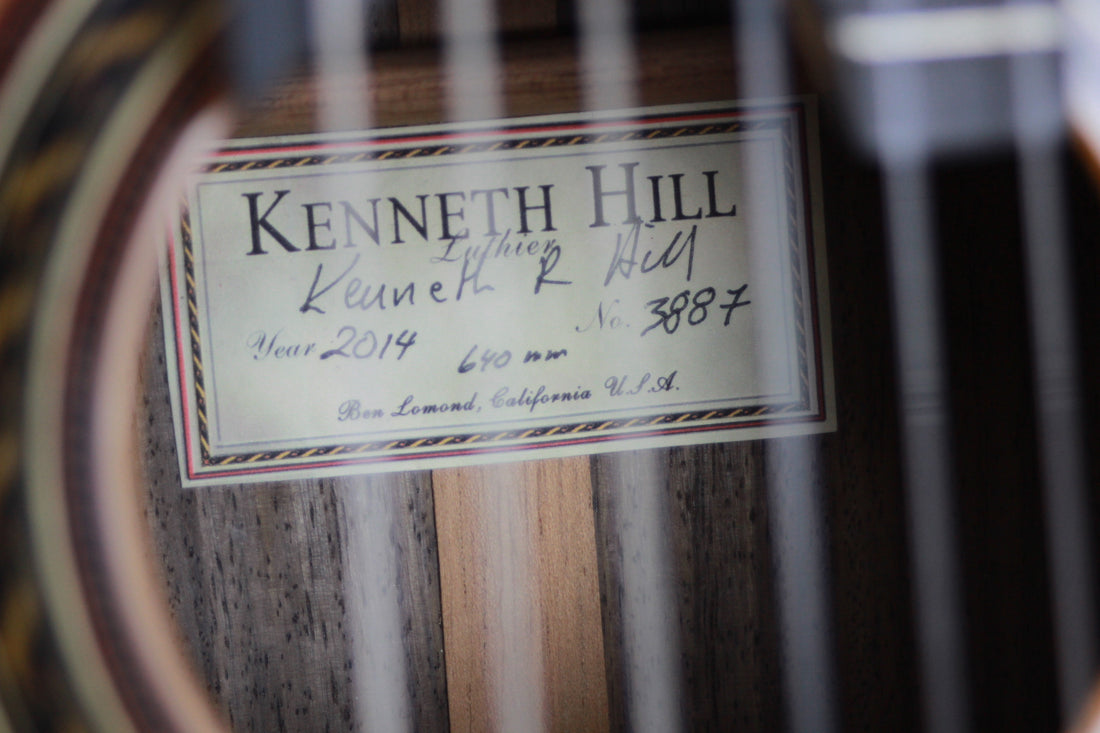 KENNETH HILL
Luthier
Kenneth R Hill
Year 2014 No. 3887
640 mm
Ben Lomond, California U.S.A.